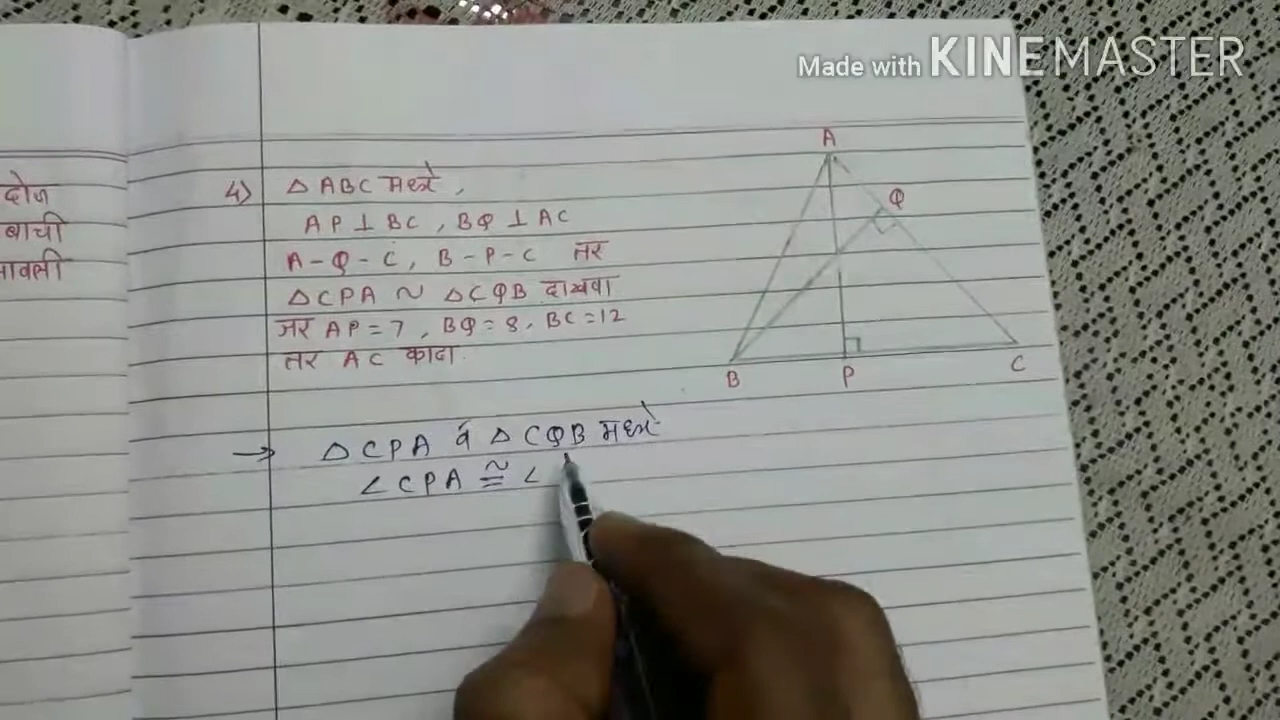 Made with KINEMASTER
दोन
बाची
4) △ ABC मध्ये ,
AP ⊥ BC , BQ ⊥ AC
A - Q - C , B - P - C तर
△CPA ~ △CQB दाखवा
जर AP = 7 , BQ = 8 , BC = 12
तर AC काढा.
A
Q
B
P
C
→ △ CPA व △ CQB मध्ये
∠ CPA ≅ ∠